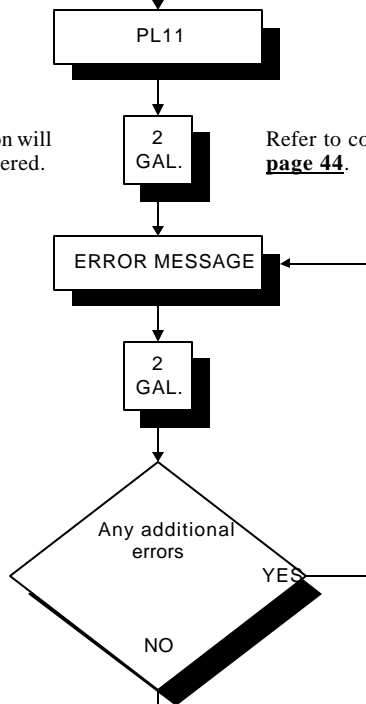 PL11
on will
ered.
2
GAL.
Refer to co
page 44.
ERROR MESSAGE
2
GAL.
Any additional
errors
YES
NO